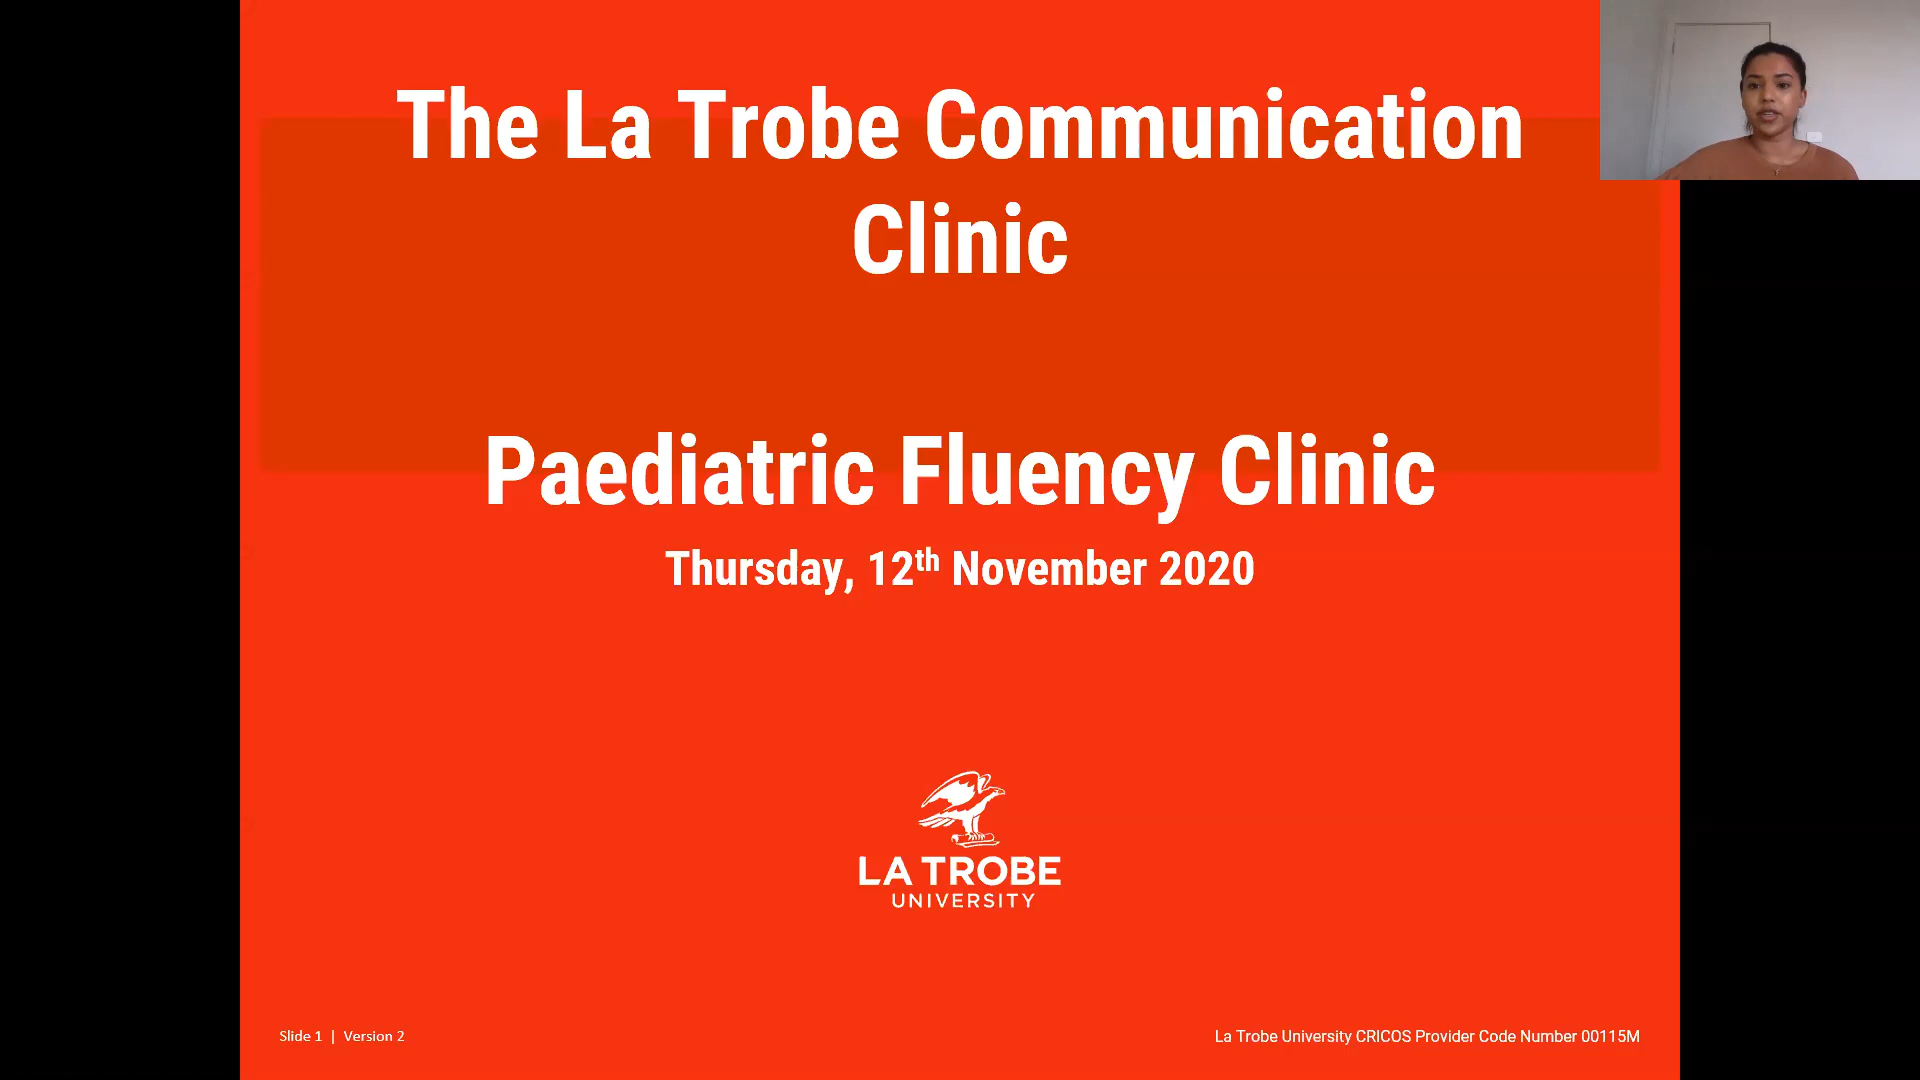 The La Trobe Communication
Clinic
Paediatric Fluency Clinic
Thursday, 12th November 2020
LA TROBE
UNIVERSITY
Slide 1 | Version 2
La Trobe University CRICOS Provider Code Number 00115M